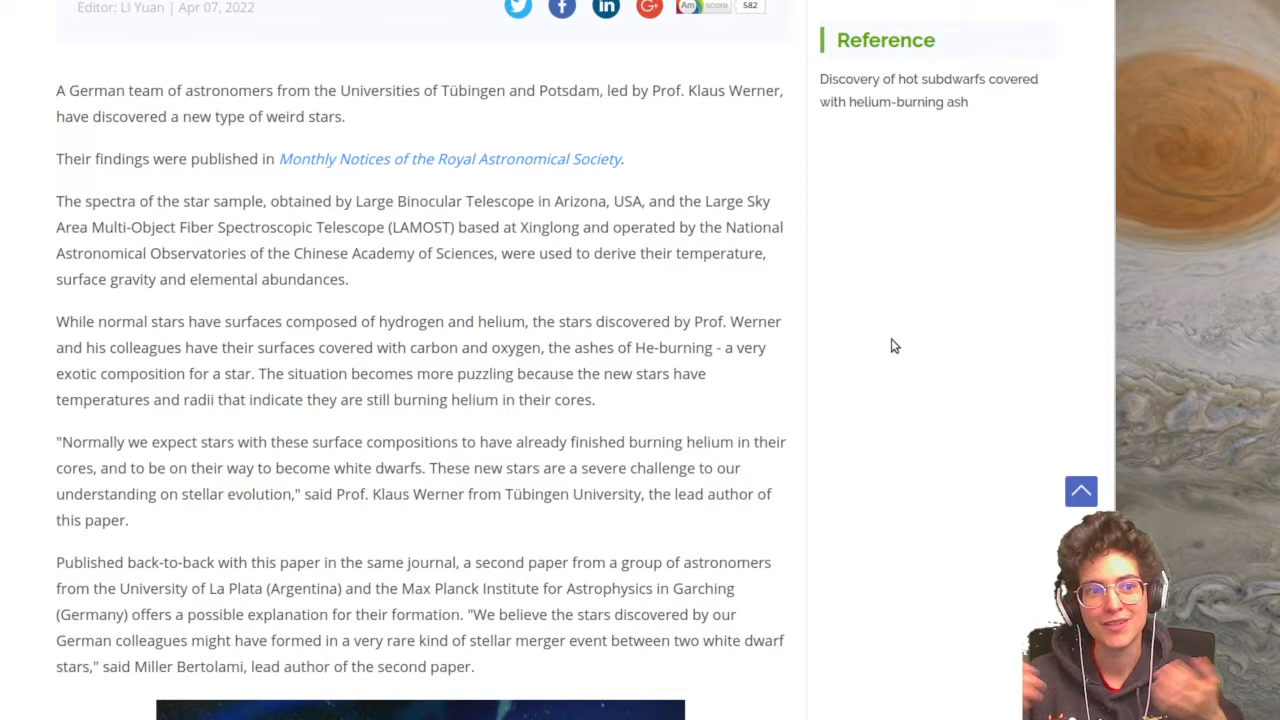 Editor: LI Yuan | Apr 07, 2022
in
G+
Am
score
582
Reference
Discovery of hot subdwarfs covered
with helium-burning ash
A German team of astronomers from the Universities of Tübingen and Potsdam, led by Prof. Klaus Werner,
have discovered a new type of weird stars.
Their findings were published in Monthly Notices of the Royal Astronomical Society.
The spectra of the star sample, obtained by Large Binocular Telescope in Arizona, USA, and the Large Sky
Area Multi-Object Fiber Spectroscopic Telescope (LAMOST) based at Xinglong and operated by the National
Astronomical Observatories of the Chinese Academy of Sciences, were used to derive their temperature,
surface gravity and elemental abundances.
While normal stars have surfaces composed of hydrogen and helium, the stars discovered by Prof. Werner
and his colleagues have their surfaces covered with carbon and oxygen, the ashes of He-burning - a very
exotic composition for a star. The situation becomes more puzzling because the new stars have
temperatures and radii that indicate they are still burning helium in their cores.
"Normally we expect stars with these surface compositions to have already finished burning helium in their
cores, and to be on their way to become white dwarfs. These new stars are a severe challenge to our
understanding on stellar evolution," said Prof. Klaus Werner from Tübingen University, the lead author of
this paper.
Published back-to-back with this paper in the same journal, a second paper from a group of astronomers
from the University of La Plata (Argentina) and the Max Planck Institute for Astrophysics in Garching
(Germany) offers a possible explanation for their formation. "We believe the stars discovered by our
German colleagues might have formed in a very rare kind of stellar merger event between two white dwarf
stars," said Miller Bertolami, lead author of the second paper.